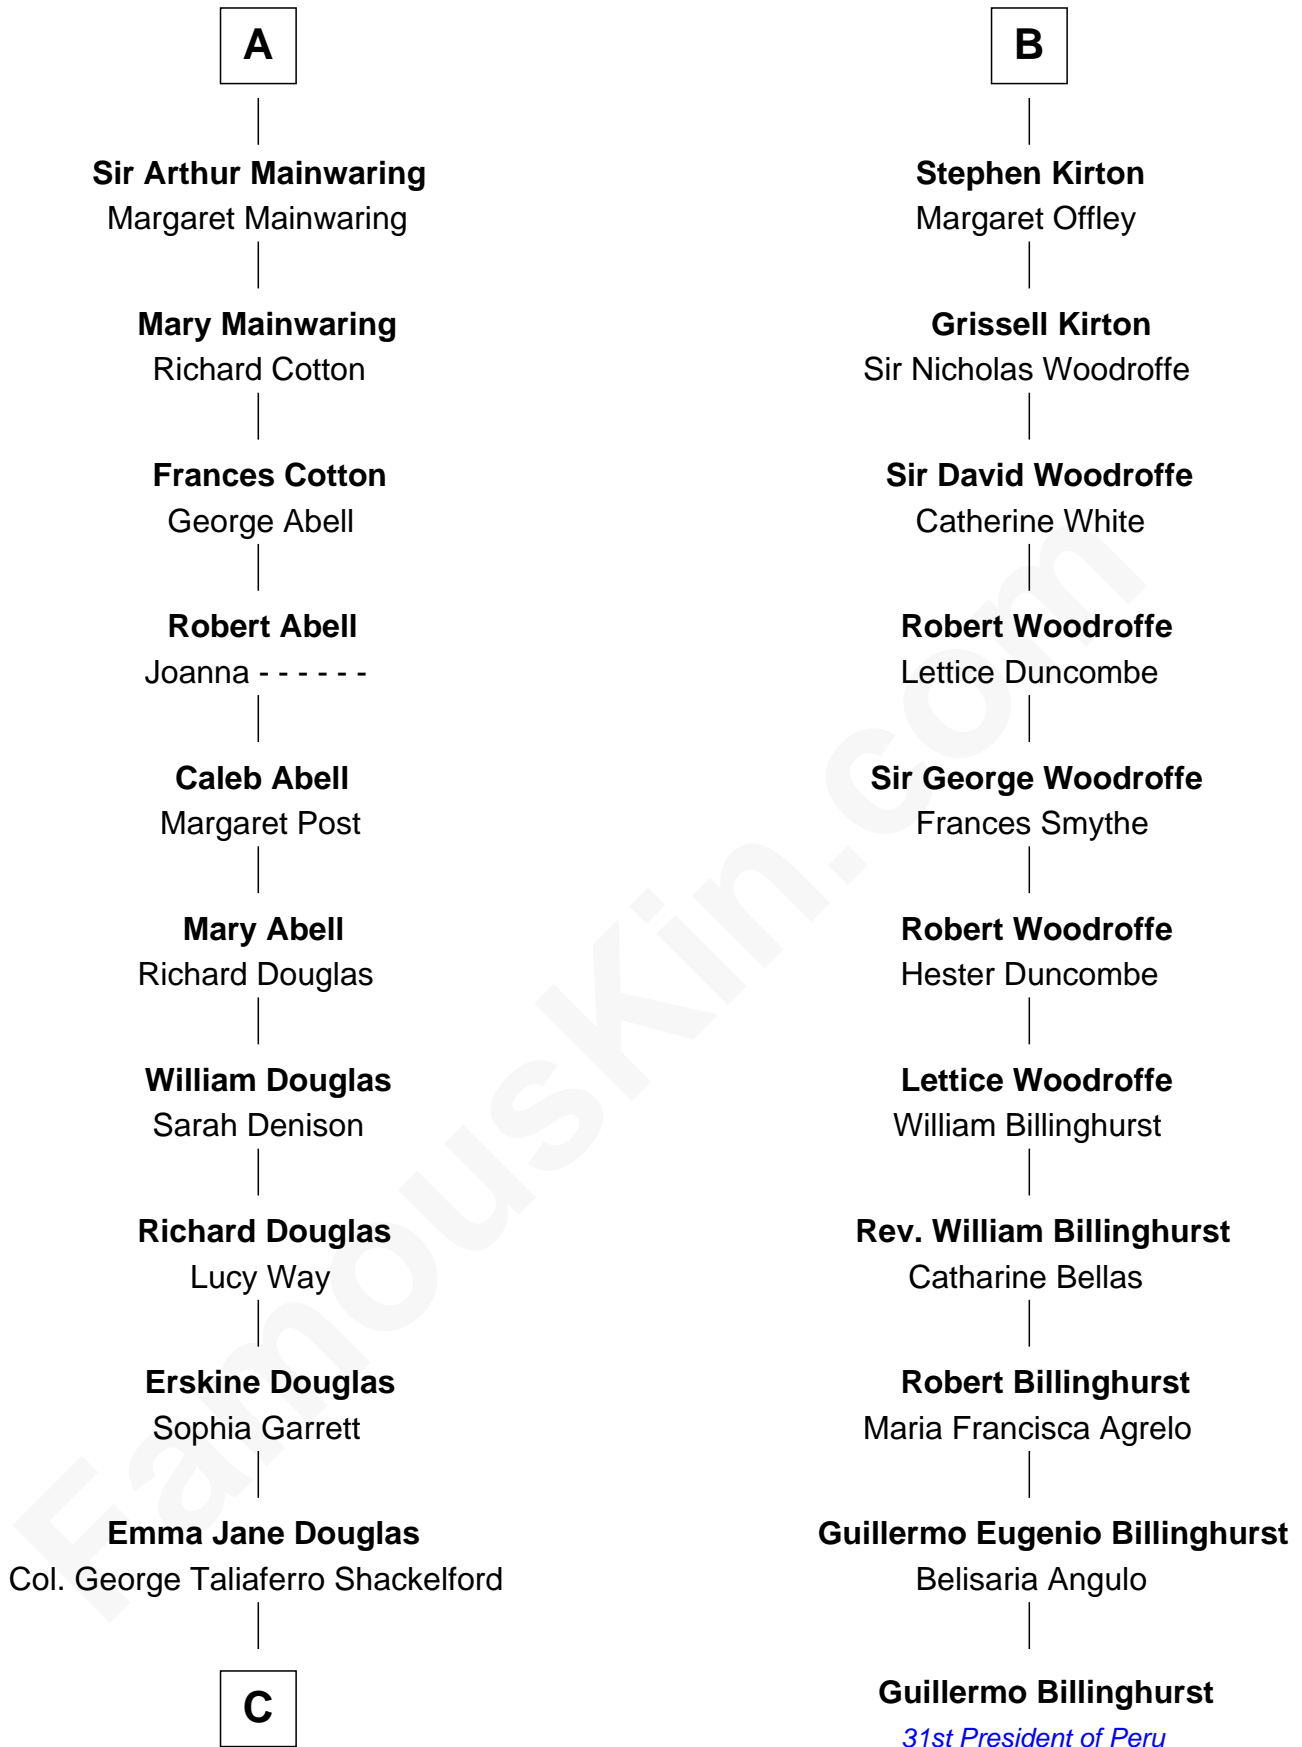 A
Sir Arthur Mainwaring
Margaret Mainwaring
Mary Mainwaring
Richard Cotton
Frances Cotton
George Abell
Robert Abell
Joanna - - - - - -
Caleb Abell
Margaret Post
Mary Abell
Richard Douglas
William Douglas
Sarah Denison
Richard Douglas
Lucy Way
Erskine Douglas
Sophia Garrett
Emma Jane Douglas
Col. George Taliaferro Shackelford
C
B
Stephen Kirton
Margaret Offley
Grissell Kirton
Sir Nicholas Woodroffe
Sir David Woodroffe
Catherine White
Robert Woodroffe
Lettice Duncombe
Sir George Woodroffe
Frances Smythe
Robert Woodroffe
Hester Duncombe
Lettice Woodroffe
William Billinghurst
Rev. William Billinghurst
Catharine Bellas
Robert Billinghurst
Maria Francisca Agrelo
Guillermo Eugenio Billinghurst
Belisaria Angulo
Guillermo Billinghurst
31st President of Peru
FamousKin.com